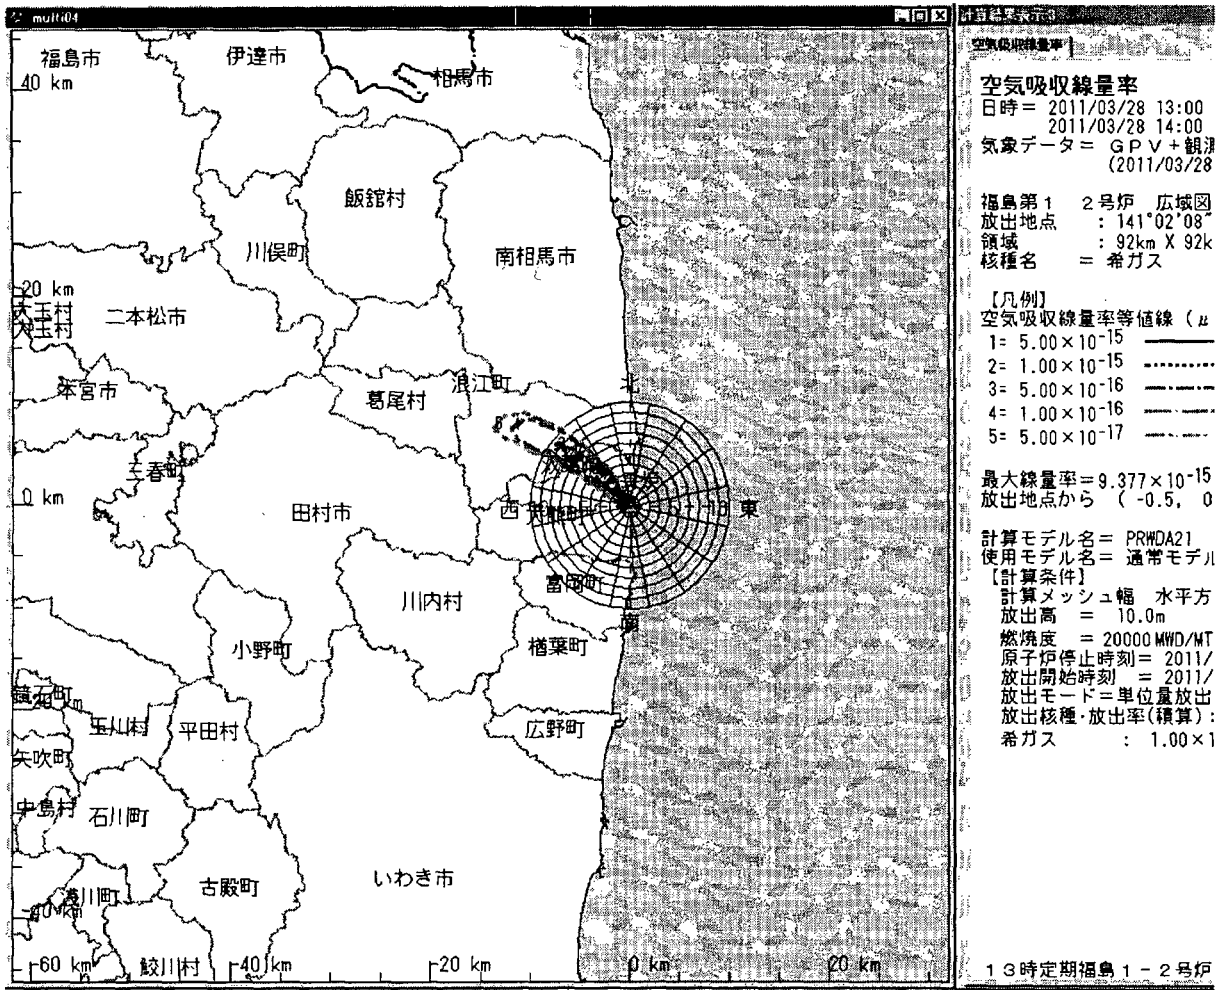 multi04
福島市
伊達市
相馬市
40 km
飯舘村
川俣町
南相馬市
20 km
大玉村
大玉村
二本松市
本宮市
浪江町
北
葛尾村
三春町
0 km
田村市
西
東
富岡町
川内村
南
小野町
楢葉町
鏡石町
玉川村
平田村
広野町
矢吹町
中島村
石川町
浅川町
古殿町
いわき市
-40 km
鮫川村
-60 km
-40 km
-20 km
0 km
20 km
計算結果表示
空気吸収線量率
空気吸収線量率
日時= 2011/03/28 13:00
2011/03/28 14:00
気象データ= GPV+観測
(2011/03/28
福島第1 2号炉 広域図
放出地点 : 141°02'08"
領域 : 92km X 92k
核種名 = 希ガス
【凡例】
空気吸収線量率等値線 (μ
1= 5.00×10⁻¹⁵
2= 1.00×10⁻¹⁵
3= 5.00×10⁻¹⁶
4= 1.00×10⁻¹⁶
5= 5.00×10⁻¹⁷
最大線量率=9.377×10⁻¹⁵
放出地点から ( -0.5, 0
計算モデル名= PRWDA21
使用モデル名= 通常モデル
【計算条件】
計算メッシュ幅 水平方
放出高 = 10.0m
燃焼度 = 20000MWD/MT
原子炉停止時刻= 2011/
放出開始時刻 = 2011/
放出モード=単位量放出
放出核種・放出率(積算):
希ガス : 1.00×1
13時定期福島1-2号炉